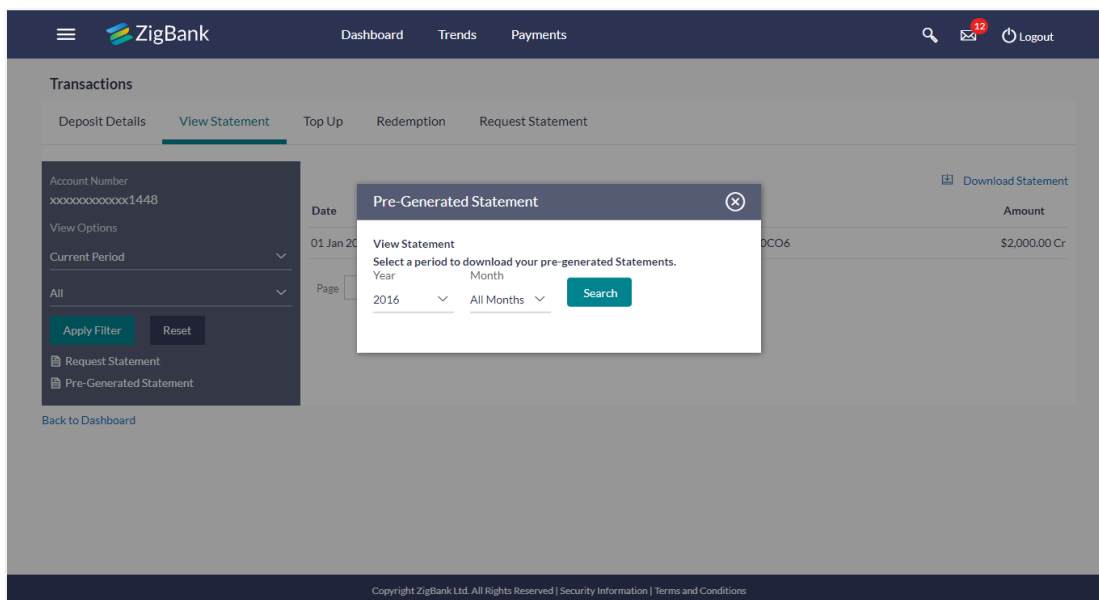 ZigBank
Dashboard Trends Payments
12
Logout
Transactions
Deposit Details View Statement Top Up Redemption Request Statement
Account Number
xxxxxxxxxxxx1448
View Options
Current Period
All
Apply Filter Reset
Request Statement
Pre-Generated Statement
Back to Dashboard
Download Statement
Date Amount
01 Jan 20 0CO6 $2,000.00 Cr
Page
Pre-Generated Statement
View Statement
Select a period to download your pre-generated Statements.
Year Month
2016 All Months Search
Copyright ZigBank Ltd. All Rights Reserved | Security Information | Terms and Conditions